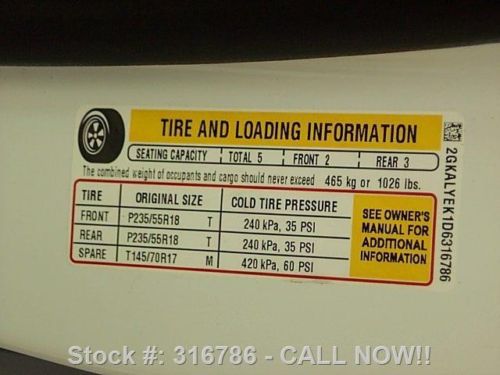 TIRE AND LOADING INFORMATION
SEATING CAPACITY TOTAL 5 FRONT 2 REAR 3
The combined weight of occupants and cargo should never exceed 465 kg or 1026 lbs.
TIRE ORIGINAL SIZE COLD TIRE PRESSURE
FRONT P235/55R18 T 240 kPa, 35 PSI
REAR P235/55R18 T 240 kPa, 35 PSI
SPARE T145/70R17 M 420 kPa, 60 PSI
SEE OWNER'S
MANUAL FOR
ADDITIONAL
INFORMATION
2GKALYEK1D6316786
Stock #: 316786 - CALL NOW!!